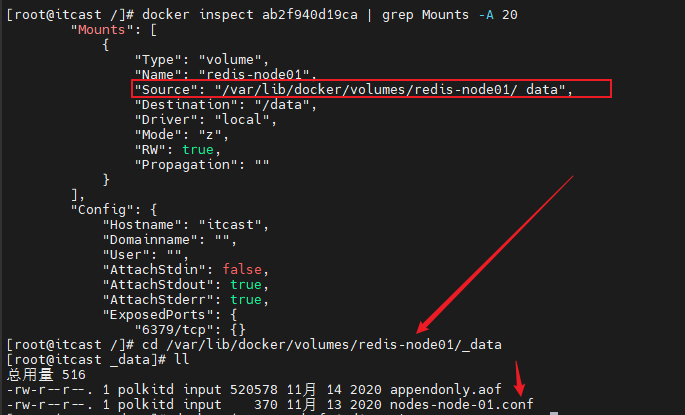 [root@itcast /]# docker inspect ab2f940d19ca | grep Mounts -A 20
"Mounts": [
{
"Type": "volume",
"Name": "redis-node01",
"Source": "/var/lib/docker/volumes/redis-node01/_data",
"Destination": "/data",
"Driver": "local",
"Mode": "z",
"RW": true,
"Propagation": ""
}
],
"Config": {
"Hostname": "itcast",
"Domainname": "",
"User": "",
"AttachStdin": false,
"AttachStdout": true,
"AttachStderr": true,
"ExposedPorts": {
"6379/tcp": {}
[root@itcast /]# cd /var/lib/docker/volumes/redis-node01/_data
[root@itcast _data]# ll
总用量 516
-rw-r--r--. 1 polkitd input 520578 11月 14 2020 appendonly.aof
-rw-r--r--. 1 polkitd input    370 11月 13 2020 nodes-node-01.conf